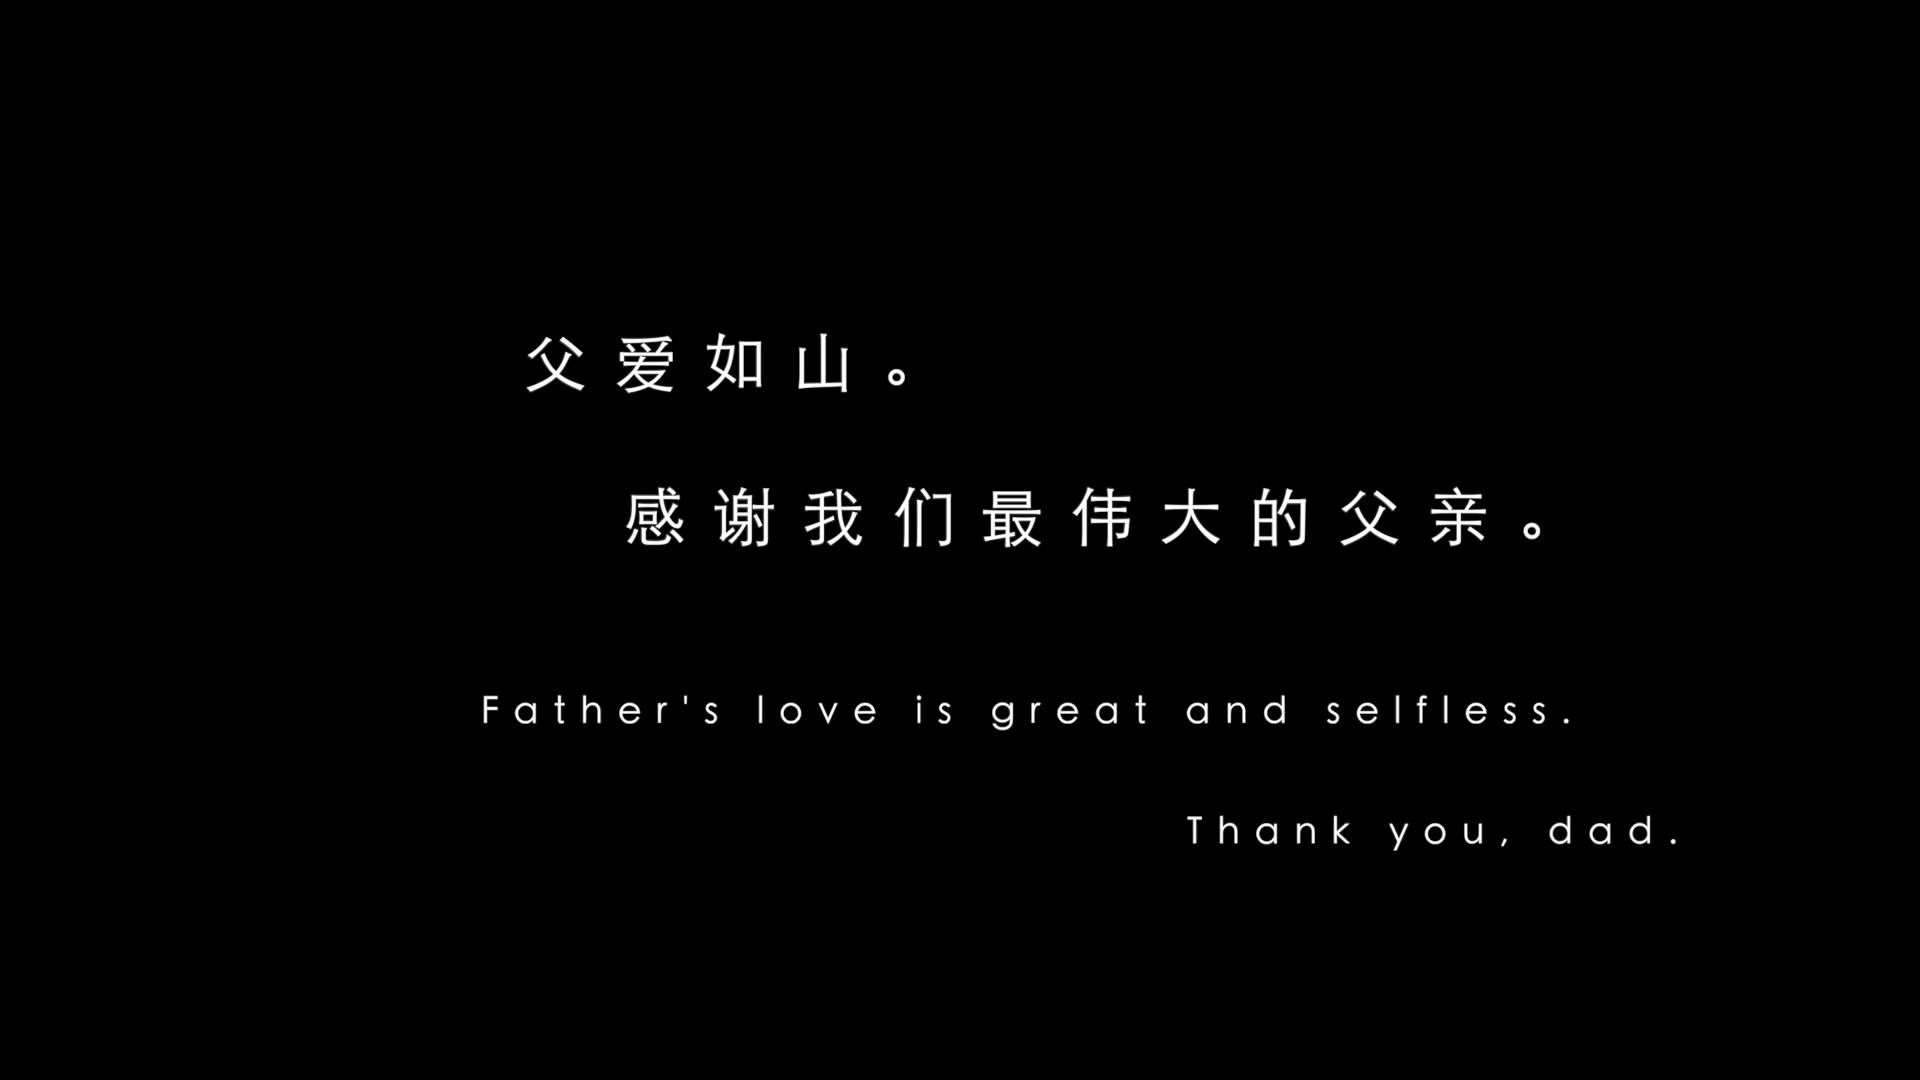 父爱如山。
感谢我们最伟大的父亲。
Father's love is great and selfless.
Thank you, dad.